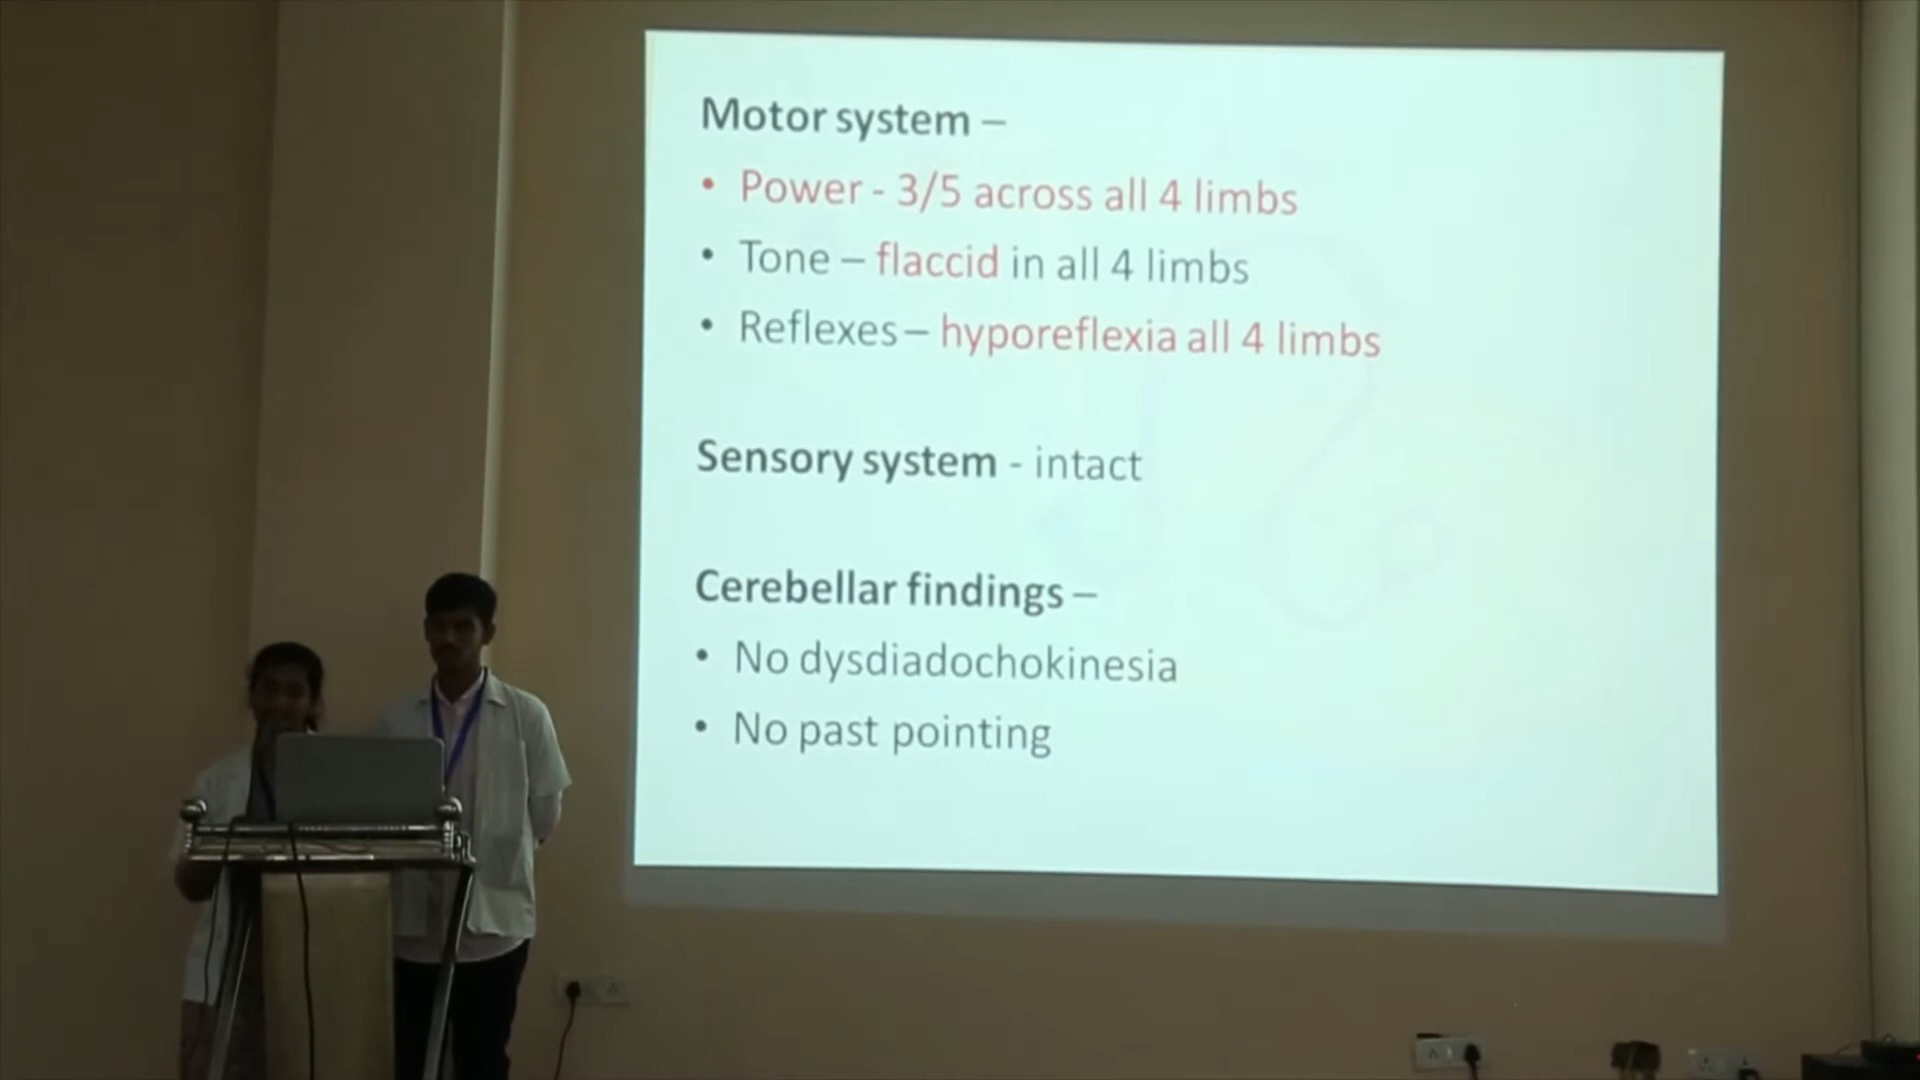 Motor system –
• Power - 3/5 across all 4 limbs
• Tone – flaccid in all 4 limbs
• Reflexes – hyporeflexia all 4 limbs
Sensory system - intact
Cerebellar findings –
• No dysdiadochokinesia
• No past pointing